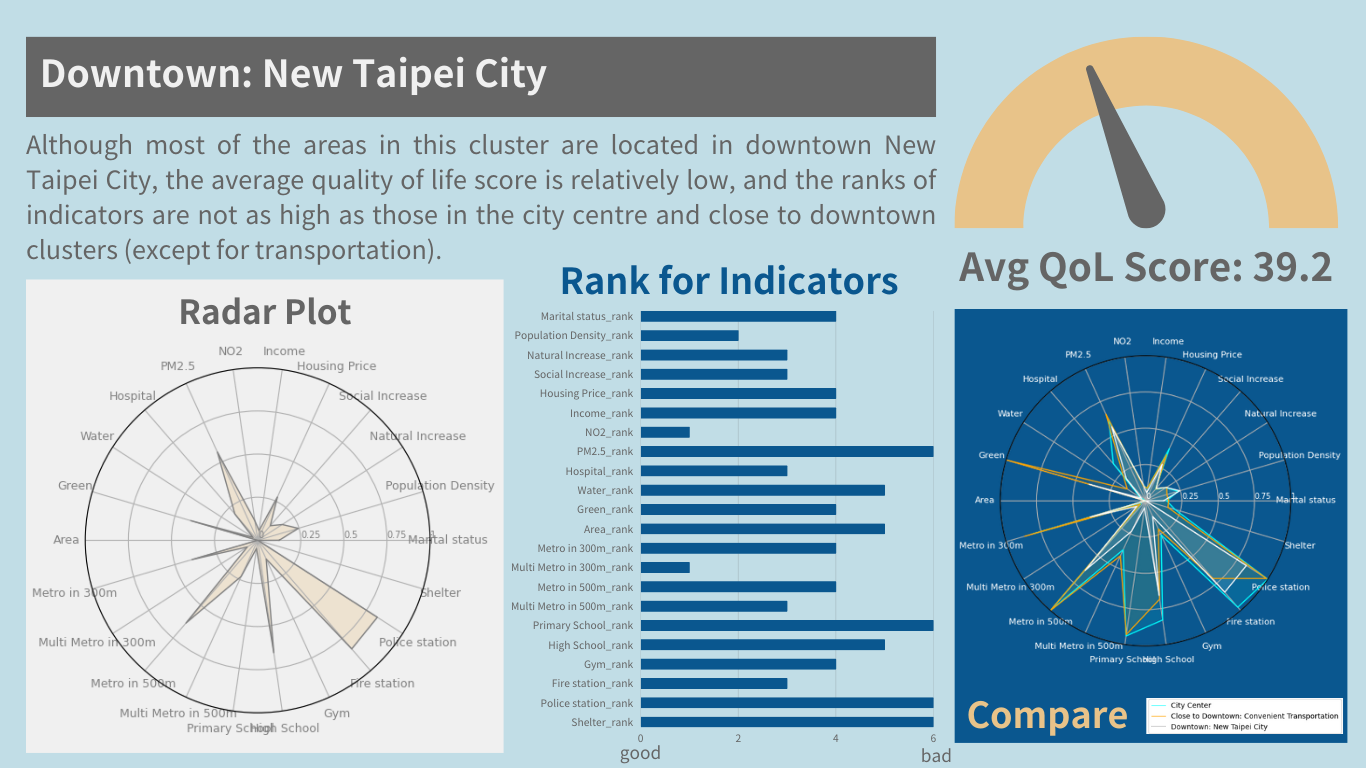 Downtown: New Taipei City
Although most of the areas in this cluster are located in downtown New
Taipei City, the average quality of life score is relatively low, and the ranks of
indicators are not as high as those in the city centre and close to downtown
clusters (except for transportation).
Avg QoL Score: 39.2
Radar Plot
NO2
Income
PM2.5
Housing Price
Hospital
Social Increase
Water
Natural Increase
Green
Population Density
Area
0
0.25
0.5
0.75
Marital status
Metro in 300m
Shelter
Multi Metro in 300m
Police station
Metro in 500m
Fire station
Multi Metro in 500m
Gym
Primary School
High School
Rank for Indicators
Marital status_rank
Population Density_rank
Natural Increase_rank
Social Increase_rank
Housing Price_rank
Income_rank
NO2_rank
PM2.5_rank
Hospital_rank
Water_rank
Green_rank
Area_rank
Metro in 300m_rank
Multi Metro in 300m_rank
Metro in 500m_rank
Multi Metro in 500m_rank
Primary School_rank
High School_rank
Gym_rank
Fire station_rank
Police station_rank
Shelter_rank
0 2 4 6
good bad
NO2
Income
PM2.5
Housing Price
Hospital
Social Increase
Water
Natural Increase
Green
Population Density
Area
0
0.25
0.5
0.75
1
Marital status
Metro in 300m
Shelter
Multi Metro in 300m
Police station
Metro in 500m
Fire station
Multi Metro in 500m
Gym
Primary School
High School
Compare
City Center
Close to Downtown: Convenient Transportation
Downtown: New Taipei City